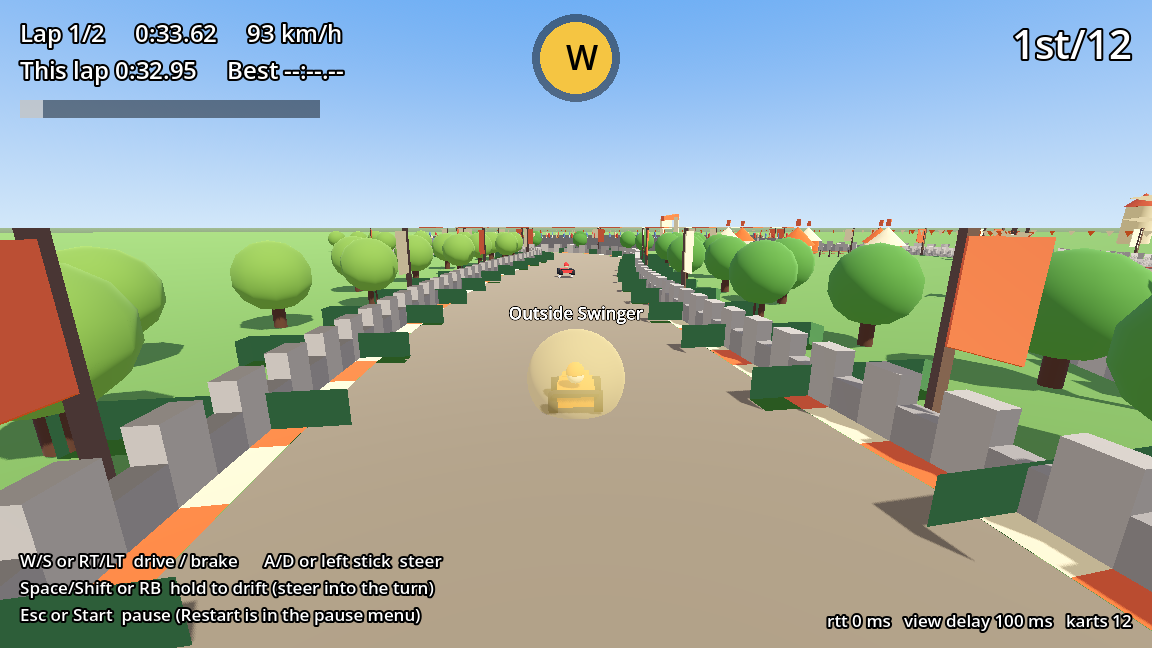 Lap 1/2 0:33.62 93 km/h
This lap 0:32.95 Best --:--.--
W
1st/12
Outside Swinger
W/S or RT/LT drive / brake A/D or left stick steer
Space/Shift or RB hold to drift (steer into the turn)
Esc or Start pause (Restart is in the pause menu)
rtt 0 ms view delay 100 ms karts 12